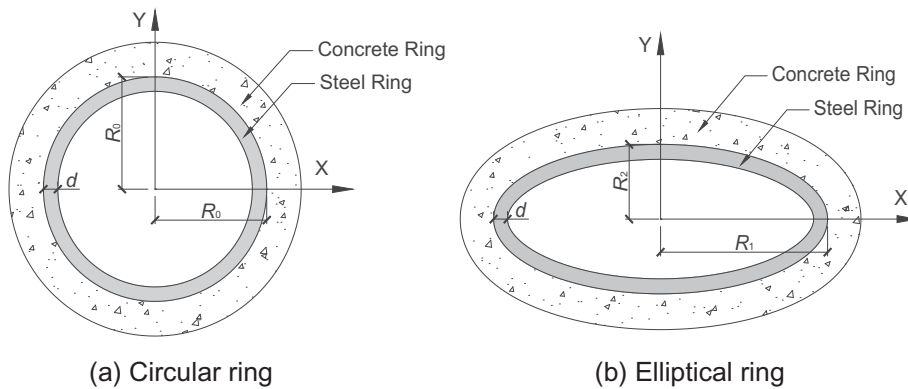 Y
Concrete Ring
Steel Ring
R0
X
d
R0
(a) Circular ring
Y
Concrete Ring
Steel Ring
R2
X
d
R1
(b) Elliptical ring